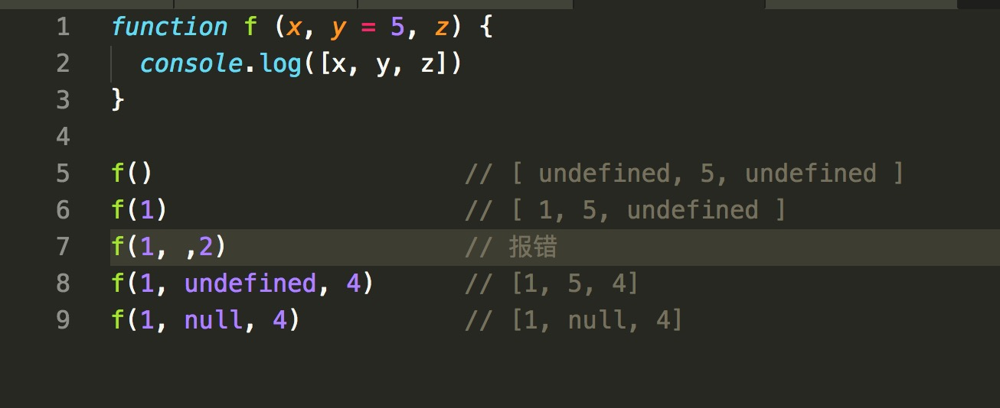 1 function f (x, y = 5, z) {
2 console.log([x, y, z])
3 }
4
5 f() // [ undefined, 5, undefined ]
6 f(1) // [ 1, 5, undefined ]
7 f(1, ,2) // 报错
8 f(1, undefined, 4) // [1, 5, 4]
9 f(1, null, 4) // [1, null, 4]